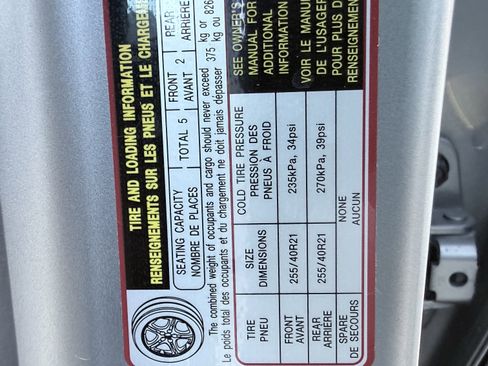 TIRE AND LOADING INFORMATION
RENSEIGNEMENTS SUR LES PNEUS ET LE CHARGEMENT
SEATING CAPACITY
NOMBRE DE PLACES
TOTAL 5
FRONT
AVANT
2
REAR
ARRIÈRE
The combined weight of occupants and cargo should never exceed 375 kg or 826
Le poids total des occupants et du chargement ne doit jamais dépasser 375 kg ou
TIRE
PNEU
SIZE
DIMENSIONS
COLD TIRE PRESSURE
PRESSION DES
PNEUS À FROID
FRONT
AVANT
255/40R21
235kPa, 34psi
REAR
ARRIÈRE
255/40R21
270kPa, 39psi
SPARE
DE SECOURS
NONE
AUCUN
SEE OWNER'S
MANUAL FOR
ADDITIONAL
INFORMATION
VOIR LE MANUEL
DE L'USAGER
POUR PLUS DE
RENSEIGNEMENTS